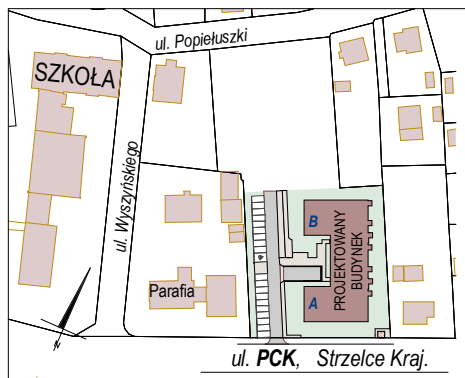 ul. Popiełuszki
SZKOŁA
ul. Wyszyńskiego
B
PROJEKTOWANY
BUDYNEK
A
Parafia
N
ul. PCK, Strzelce Kraj.